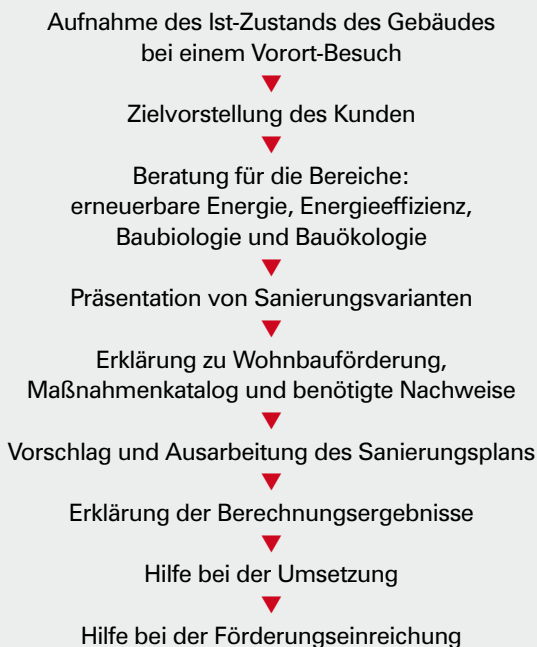 Aufnahme des Ist-Zustands des Gebäudes
bei einem Vorort-Besuch
Zielvorstellung des Kunden
Beratung für die Bereiche:
erneuerbare Energie, Energieeffizienz,
Baubiologie und Bauökologie
Präsentation von Sanierungsvarianten
Erklärung zu Wohnbauförderung,
Maßnahmenkatalog und benötigte Nachweise
Vorschlag und Ausarbeitung des Sanierungsplans
Erklärung der Berechnungsergebnisse
Hilfe bei der Umsetzung
Hilfe bei der Förderungseinreichung